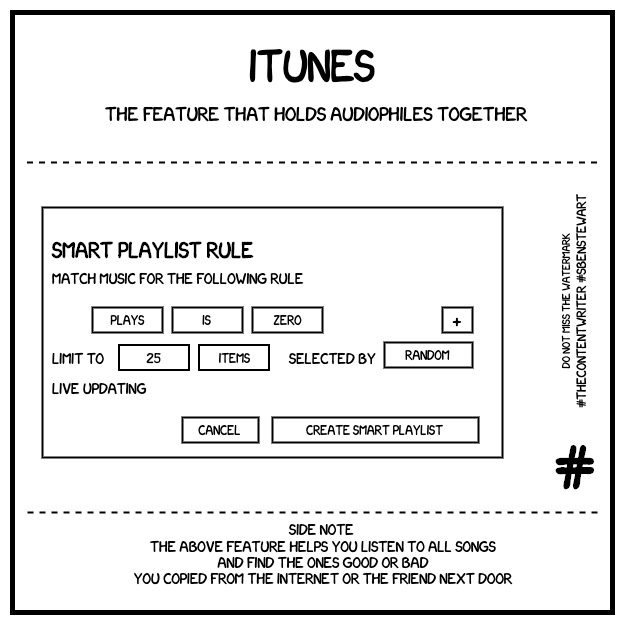 ITUNES
THE FEATURE THAT HOLDS AUDIOPHILES TOGETHER
SMART PLAYLIST RULE
MATCH MUSIC FOR THE FOLLOWING RULE
PLAYS IS ZERO +
LIMIT TO 25 ITEMS SELECTED BY RANDOM
LIVE UPDATING
CANCEL CREATE SMART PLAYLIST
DO NOT MISS THE WATERMARK
#THECONTENTWRITER #SBENSTEWART
#
SIDE NOTE
THE ABOVE FEATURE HELPS YOU LISTEN TO ALL SONGS
AND FIND THE ONES GOOD OR BAD
YOU COPIED FROM THE INTERNET OR THE FRIEND NEXT DOOR